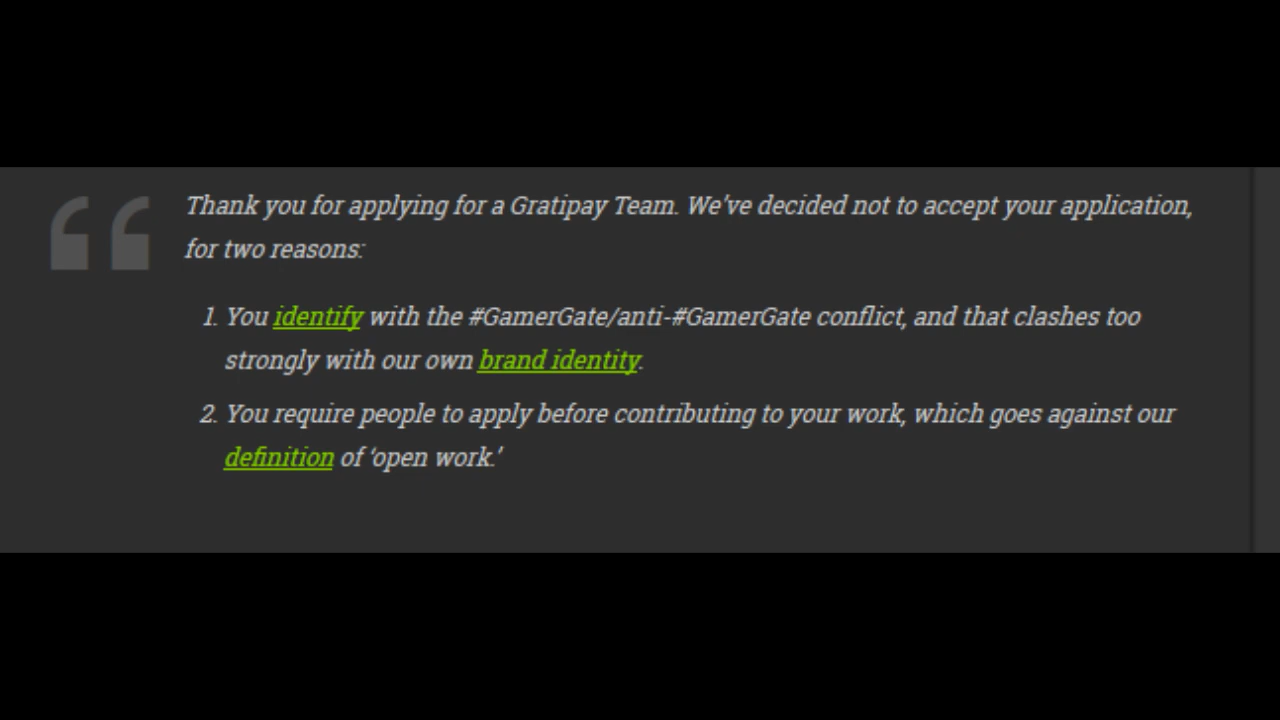 Thank you for applying for a Gratipay Team. We've decided not to accept your application,
for two reasons:
1. You identify with the #GamerGate/anti-#GamerGate conflict, and that clashes too
strongly with our own brand identity.
2. You require people to apply before contributing to your work, which goes against our
definition of ‘open work.’